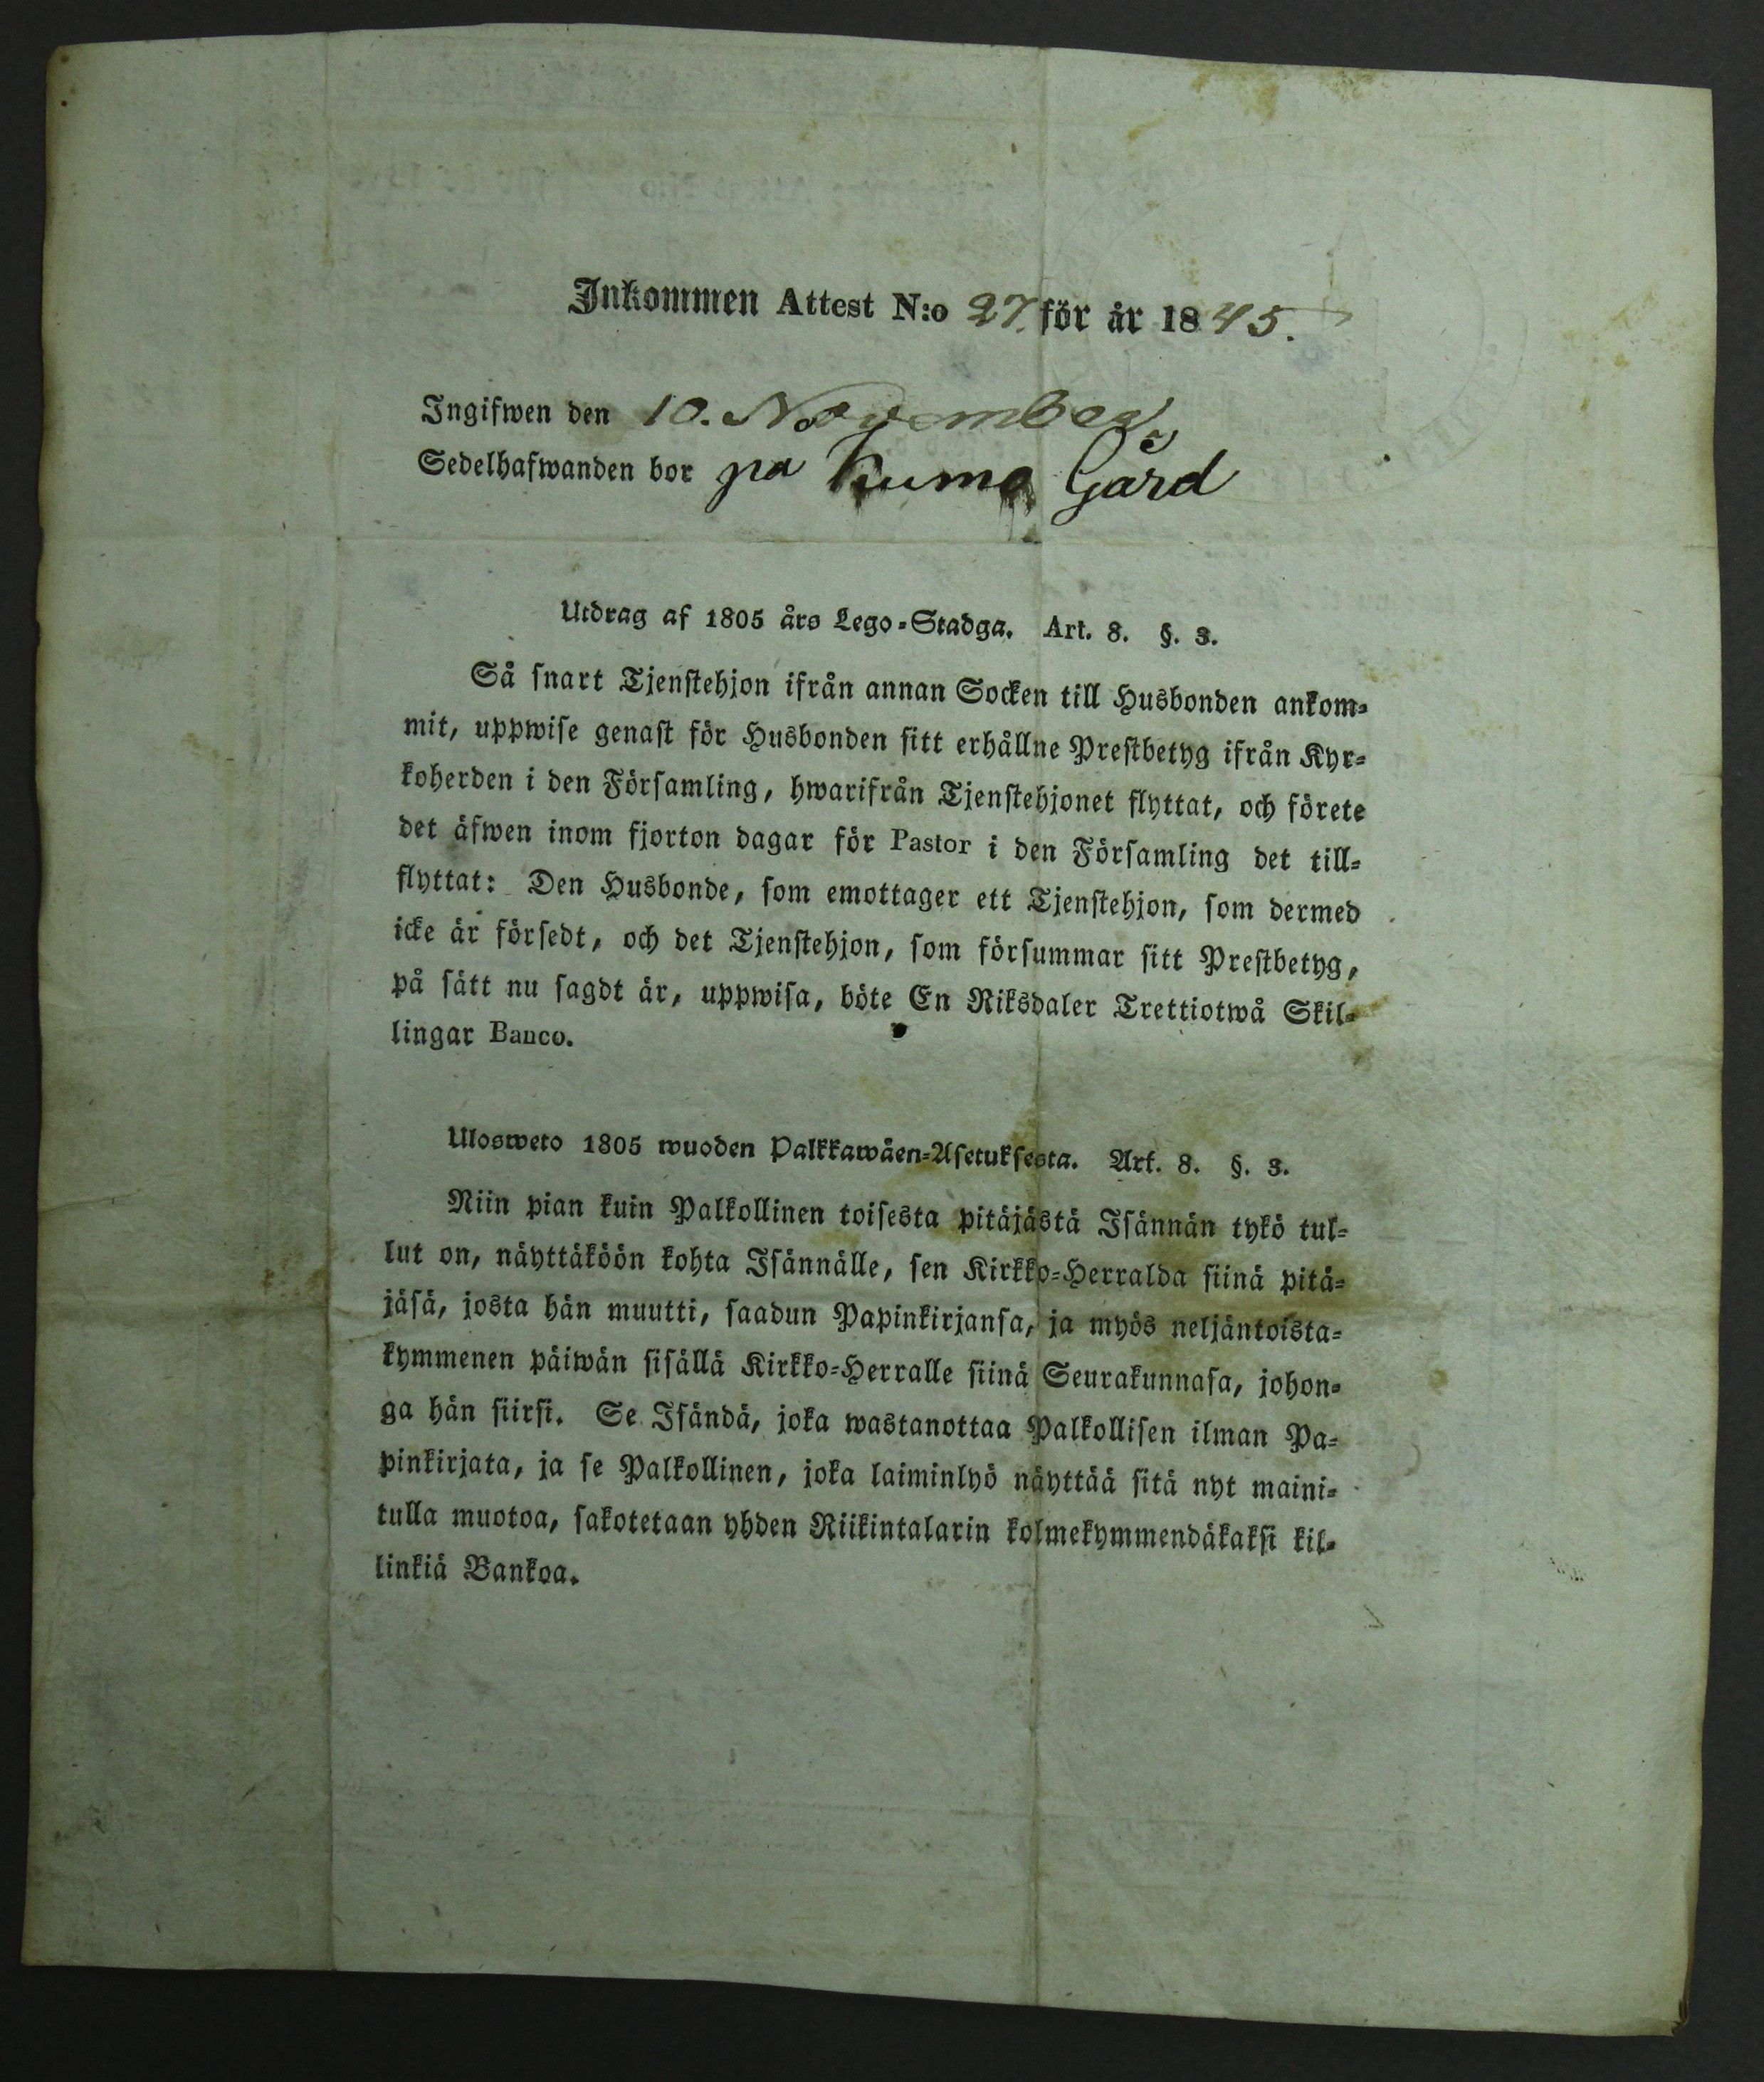 Inkommen Attest N:o 27. för år 1845.
Ingifwen den 10. November,
Sedelhafwanden bor på Kumo Gård
Utdrag af 1805 års Lego-Stadga. Art. 8. §. 3.
Så snart Tjenstehjon ifrån annan Socken till Husbonden ankom-
mit, uppwise genast för Husbonden sitt erhållne Prestbetyg ifrån Kyr-
koherden i den Församling, hwarifrån Tjenstehjonet flyttat, och förete
det äfwen inom fjorton dagar för Pastor i den Församling det till-
flyttat: Den Husbonde, som emottager ett Tjenstehjon, som dermed
icke är försedt, och det Tjenstehjon, som försummar sitt Prestbetyg,
på sätt nu sagdt är, uppwisa, böte En Riksdaler Trettiotwå Skil-
lingar Banco.
Ulosweto 1805 wuoden Palkkawäen-Asetuksesta. Art. 8. §. 3.
Niin pian kuin Palkollinen toisesta pitäjästä Isännän tykö tul-
lut on, näyttäköön kohta Isännälle, sen Kirkko-Herralda siinä pitä-
jäsä, josta hän muutti, saadun Papinkirjansa, ja myös neljäntoista-
kymmenen päiwän sisällä Kirkko-Herralle siinä Seurakunnasa, johon-
ga hän siirsi. Se Isändä, joka wastanottaa Palkollisen ilman Pa-
pinkirjata, ja se Palkollinen, joka laiminlyö näyttää sitä nyt maini-
tulla muotoa, sakotetaan yhden Riikintalarin kolmekymmendäkaksi kil-
linkiä Bankoa.